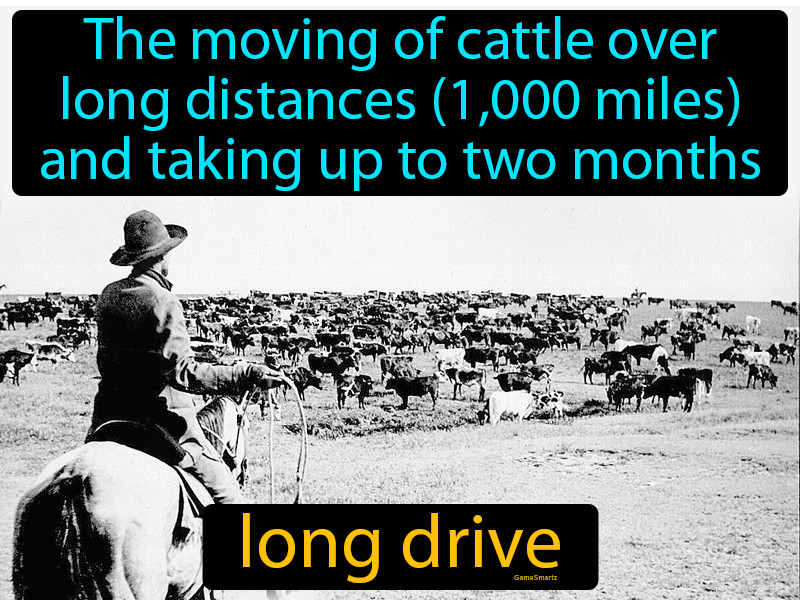 The moving of cattle over
long distances (1,000 miles)
and taking up to two months
long drive
GameSmartz